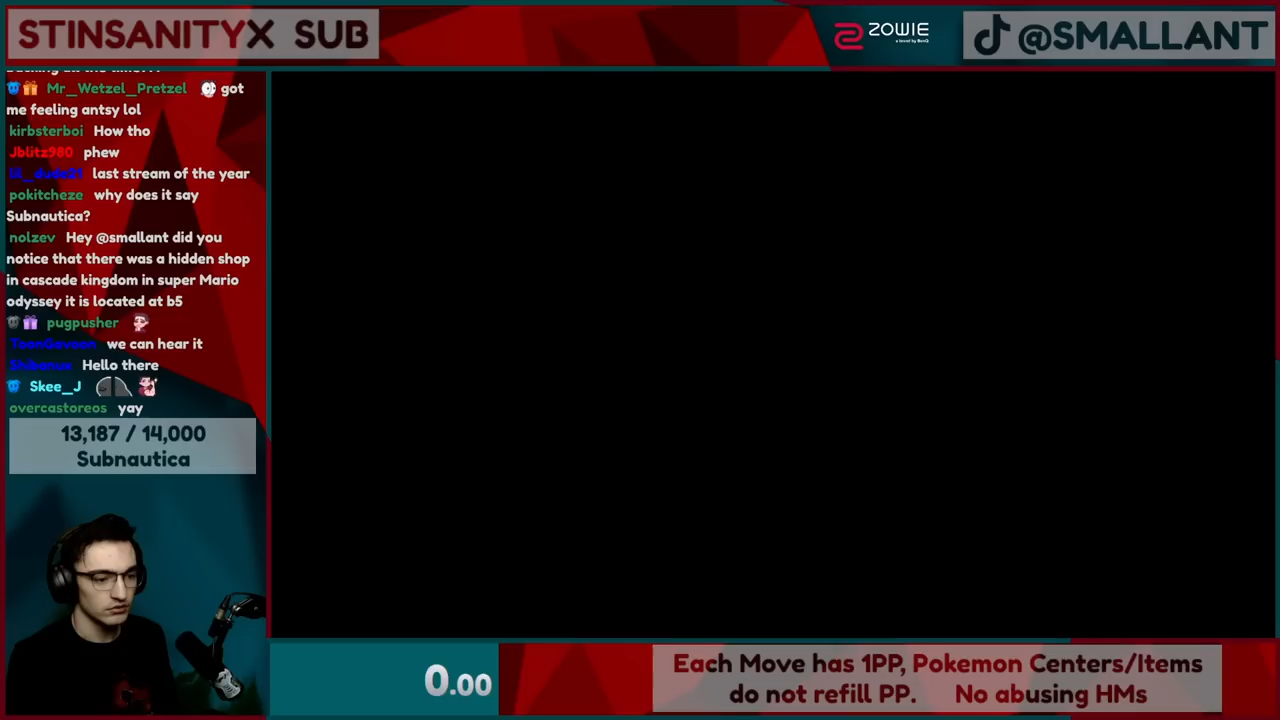 STINSANITYX SUB
ZOWIE
@SMALLANT
Mr_Wetzel_Pretzel got
me feeling antsy lol
kirbsterboi How tho
Jblitz980 phew
lil_dude21 last stream of the year
pokitcheze why does it say
Subnautica?
nolzev Hey @smallant did you
notice that there was a hidden shop
in cascade kingdom in super Mario
odyssey it is located at b5
pugpusher
we can hear it
Shibanux Hello there
Skee_J
overcastoreos yay
13,187 / 14,000
Subnautica
0.00
Each Move has 1PP, Pokemon Centers/Items
do not refill PP. No abusing HMs